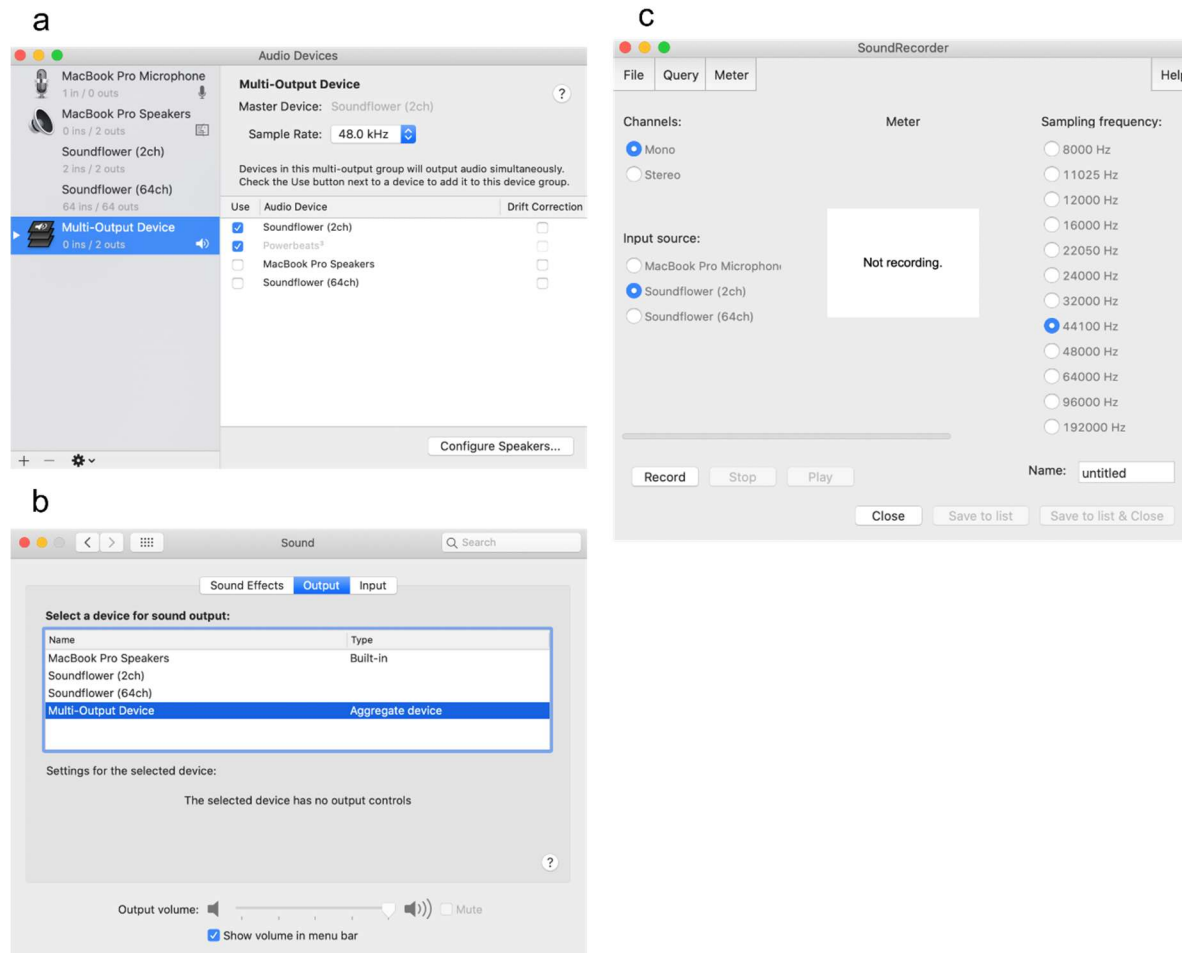 a
Audio Devices
MacBook Pro Microphone
1 in / 0 outs
MacBook Pro Speakers
0 ins / 2 outs
Soundflower (2ch)
2 ins / 2 outs
Soundflower (64ch)
64 ins / 64 outs
Multi-Output Device
0 ins / 2 outs
Multi-Output Device
?
Master Device: Soundflower (2ch)
Sample Rate: 48.0 kHz
Devices in this multi-output group will output audio simultaneously.
Check the Use button next to a device to add it to this device group.
Use Audio Device Drift Correction
Soundflower (2ch)
Powerbeats³
MacBook Pro Speakers
Soundflower (64ch)
Configure Speakers...
b
Sound
Search
Sound Effects Output Input
Select a device for sound output:
Name Type
MacBook Pro Speakers Built-in
Soundflower (2ch)
Soundflower (64ch)
Multi-Output Device Aggregate device
Settings for the selected device:
The selected device has no output controls
?
Output volume: Mute
Show volume in menu bar
c
SoundRecorder
File Query Meter Help
Channels:
Mono
Stereo
Input source:
MacBook Pro Microphon
Soundflower (2ch)
Soundflower (64ch)
Meter
Not recording.
Sampling frequency:
8000 Hz
11025 Hz
12000 Hz
16000 Hz
22050 Hz
24000 Hz
32000 Hz
44100 Hz
48000 Hz
64000 Hz
96000 Hz
192000 Hz
Record Stop Play
Name: untitled
Close Save to list Save to list & Close